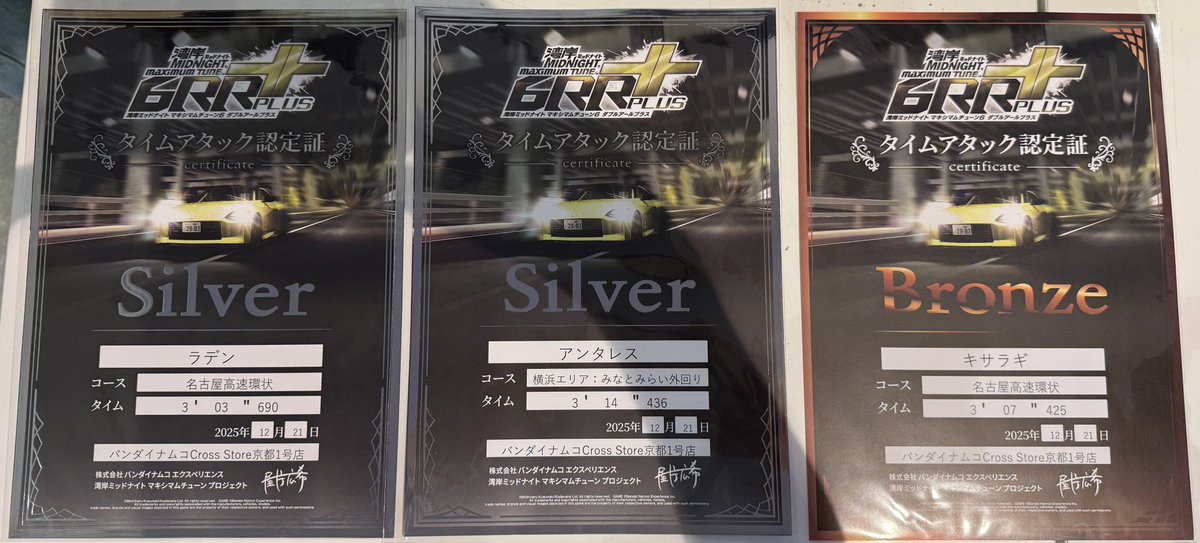 湾岸
ミッドナイト
MIDNIGHT
MAXIMUM TUNE
6RR+
PLUS
湾岸ミッドナイト マキシマムチューン6 ダブルアールプラス
タイムアタック認定証
certificate
29-97
Silver
ラデン
コース 名古屋高速環状
タイム 3 ' 03 " 690
2025年 12 月 21 日
バンダイナムコCross Store京都1号店
株式会社 バンダイナムコ エクスペリエンス
湾岸ミッドナイト マキシマムチューン プロジェクト
湾岸
ミッドナイト
MIDNIGHT
MAXIMUM TUNE
6RR+
PLUS
湾岸ミッドナイト マキシマムチューン6 ダブルアールプラス
タイムアタック認定証
certificate
29-97
Silver
アンタレス
コース 横浜エリア：みなとみらい外回り
タイム 3 ' 14 " 436
2025年 12 月 21 日
バンダイナムコCross Store京都1号店
株式会社 バンダイナムコ エクスペリエンス
湾岸ミッドナイト マキシマムチューン プロジェクト
湾岸
ミッドナイト
MIDNIGHT
MAXIMUM TUNE
6RR+
PLUS
湾岸ミッドナイト マキシマムチューン6 ダブルアールプラス
タイムアタック認定証
certificate
29-97
Bronze
キサラギ
コース 名古屋高速環状
タイム 3 ' 07 " 425
2025年 12 月 21 日
バンダイナムコCross Store京都1号店
株式会社 バンダイナムコ エクスペリエンス
湾岸ミッドナイト マキシマムチューン プロジェクト